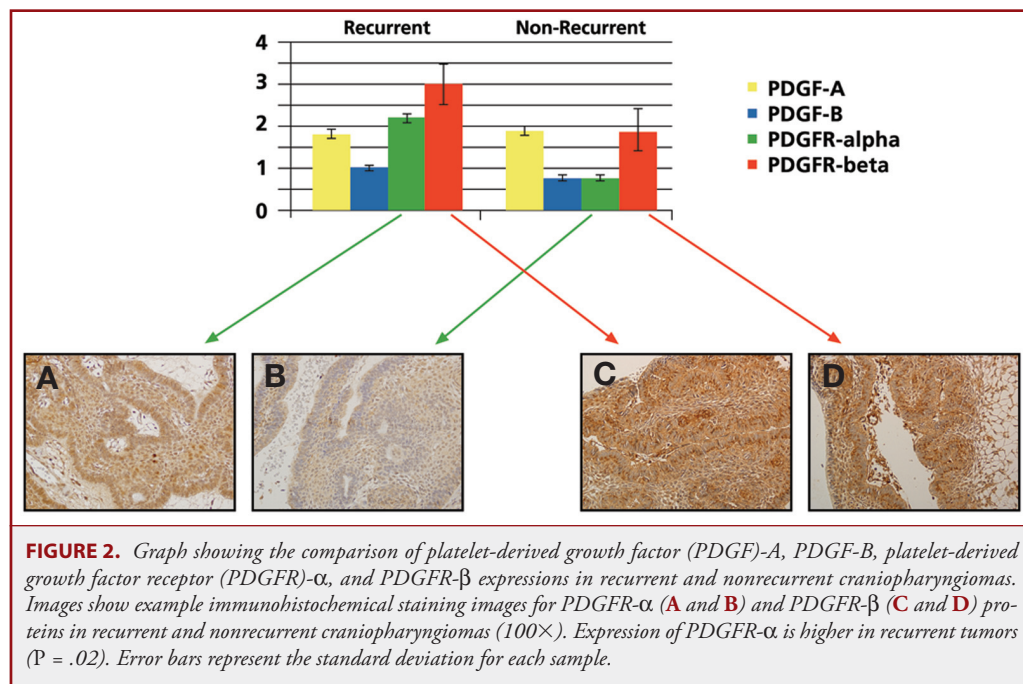 Recurrent Non-Recurrent
4
3
2
1
0
PDGF-A
PDGF-B
PDGFR-alpha
PDGFR-beta
A B C D
FIGURE 2. Graph showing the comparison of platelet-derived growth factor (PDGF)-A, PDGF-B, platelet-derived
growth factor receptor (PDGFR)-α, and PDGFR-β expressions in recurrent and nonrecurrent craniopharyngiomas.
Images show example immunohistochemical staining images for PDGFR-α (A and B) and PDGFR-β (C and D) pro-
teins in recurrent and nonrecurrent craniopharyngiomas (100×). Expression of PDGFR-α is higher in recurrent tumors
(P = .02). Error bars represent the standard deviation for each sample.